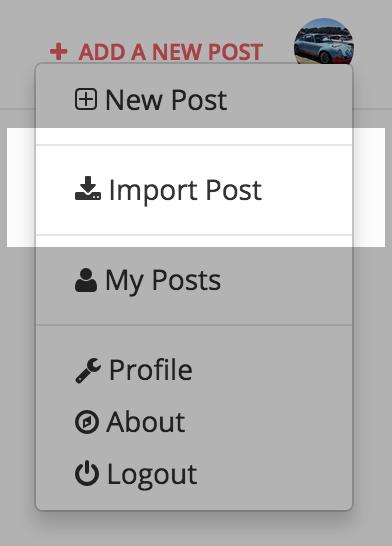 ADD A NEW POST
New Post
Import Post
My Posts
Profile
About
Logout